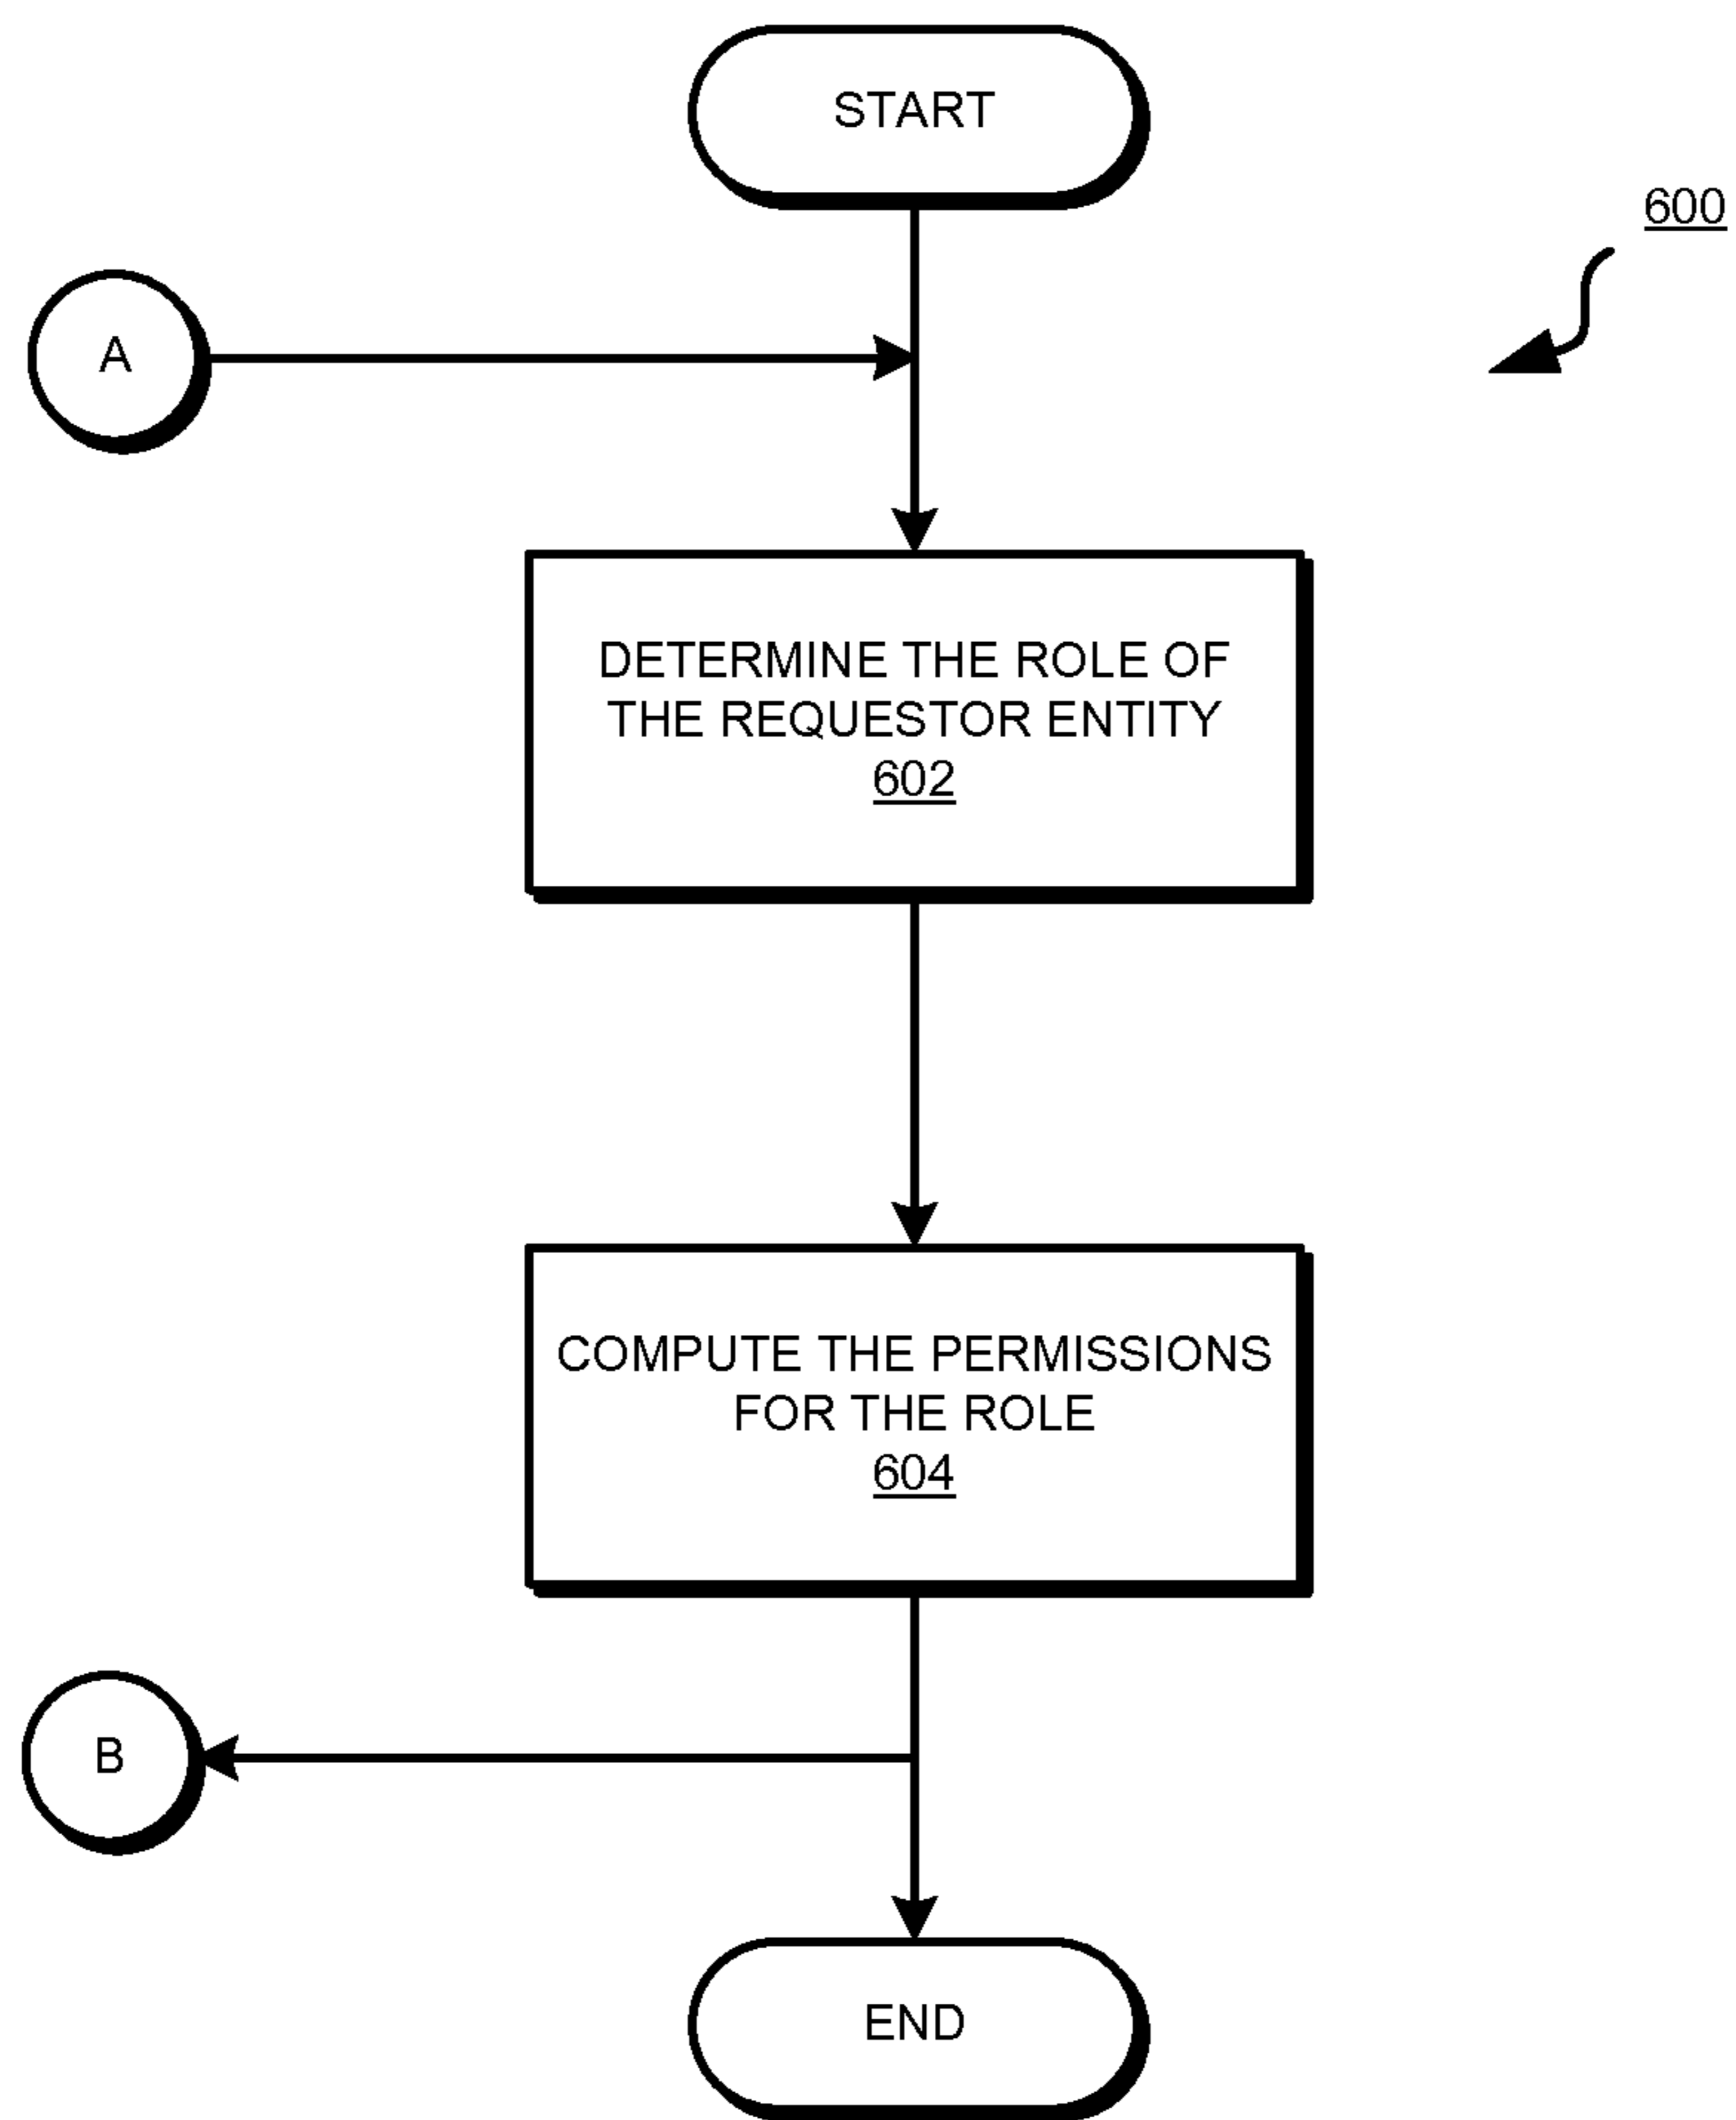 START
600
A
DETERMINE THE ROLE OF
THE REQUESTOR ENTITY
602
COMPUTE THE PERMISSIONS
FOR THE ROLE
604
B
END